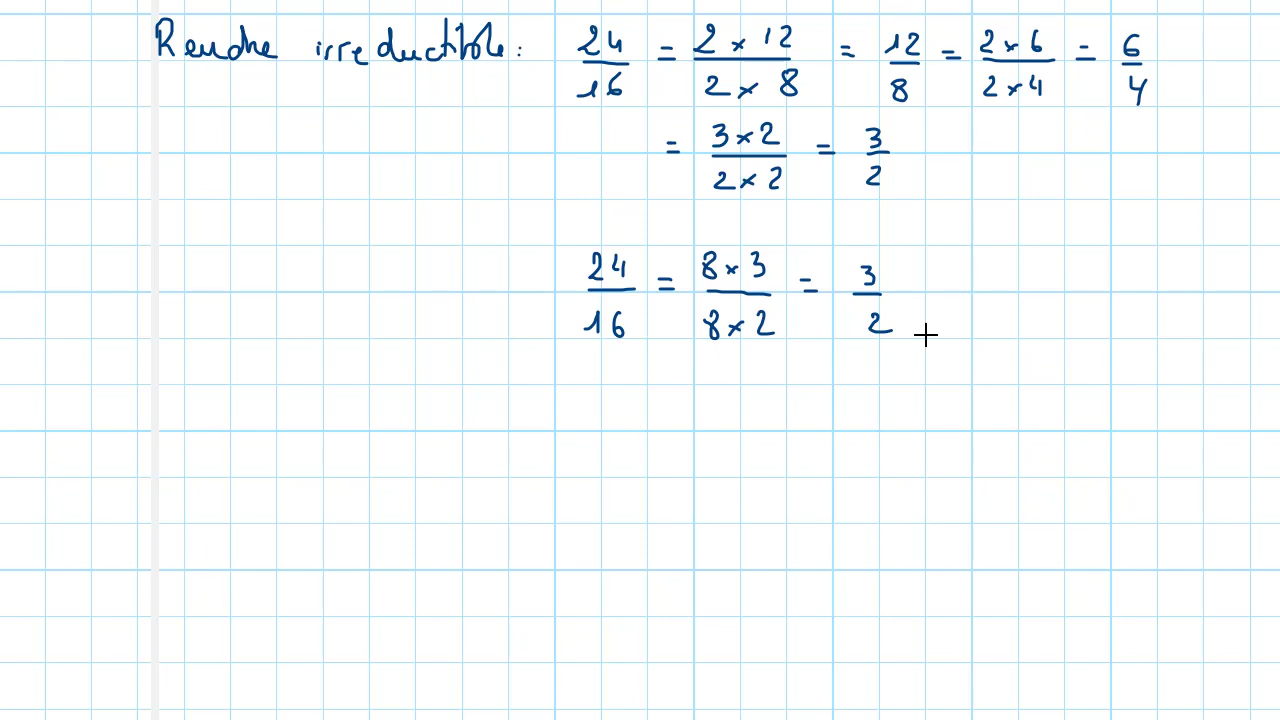 Rendre irreductible : 24/16 = 2 × 12 / 2 × 8 = 12/8 = 2 × 6 / 2 × 4 = 6/4
= 3 × 2 / 2 × 2 = 3/2
24/16 = 8 × 3 / 8 × 2 = 3/2